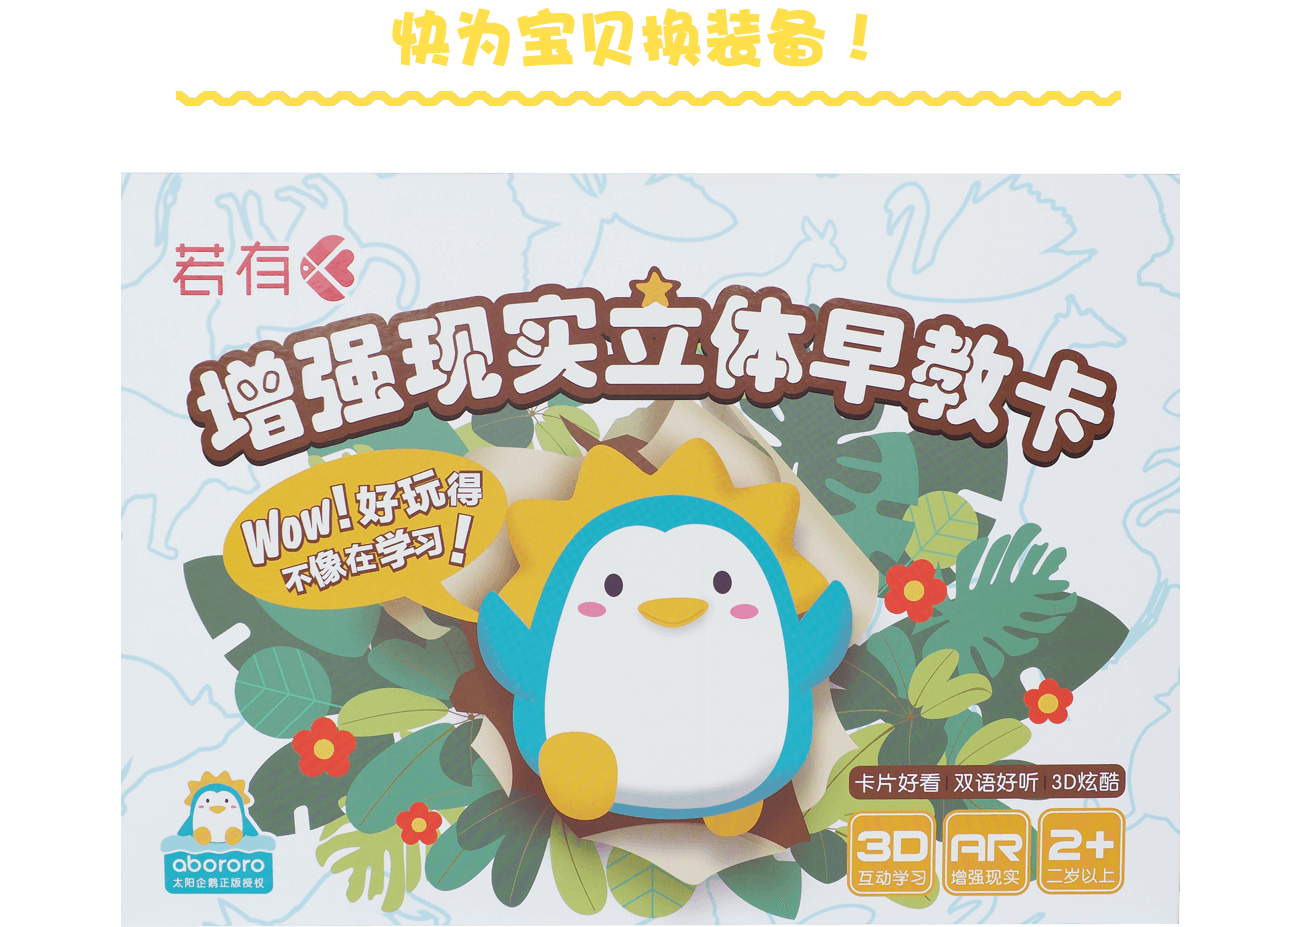 快为宝贝换装备！
若有
增强现实立体早教卡
Wow!好玩得
不像在学习!
卡片好看 双语好听 3D炫酷
3D
互动学习
AR
增强现实
2+
二岁以上
abororo
太阳企鹅正版授权